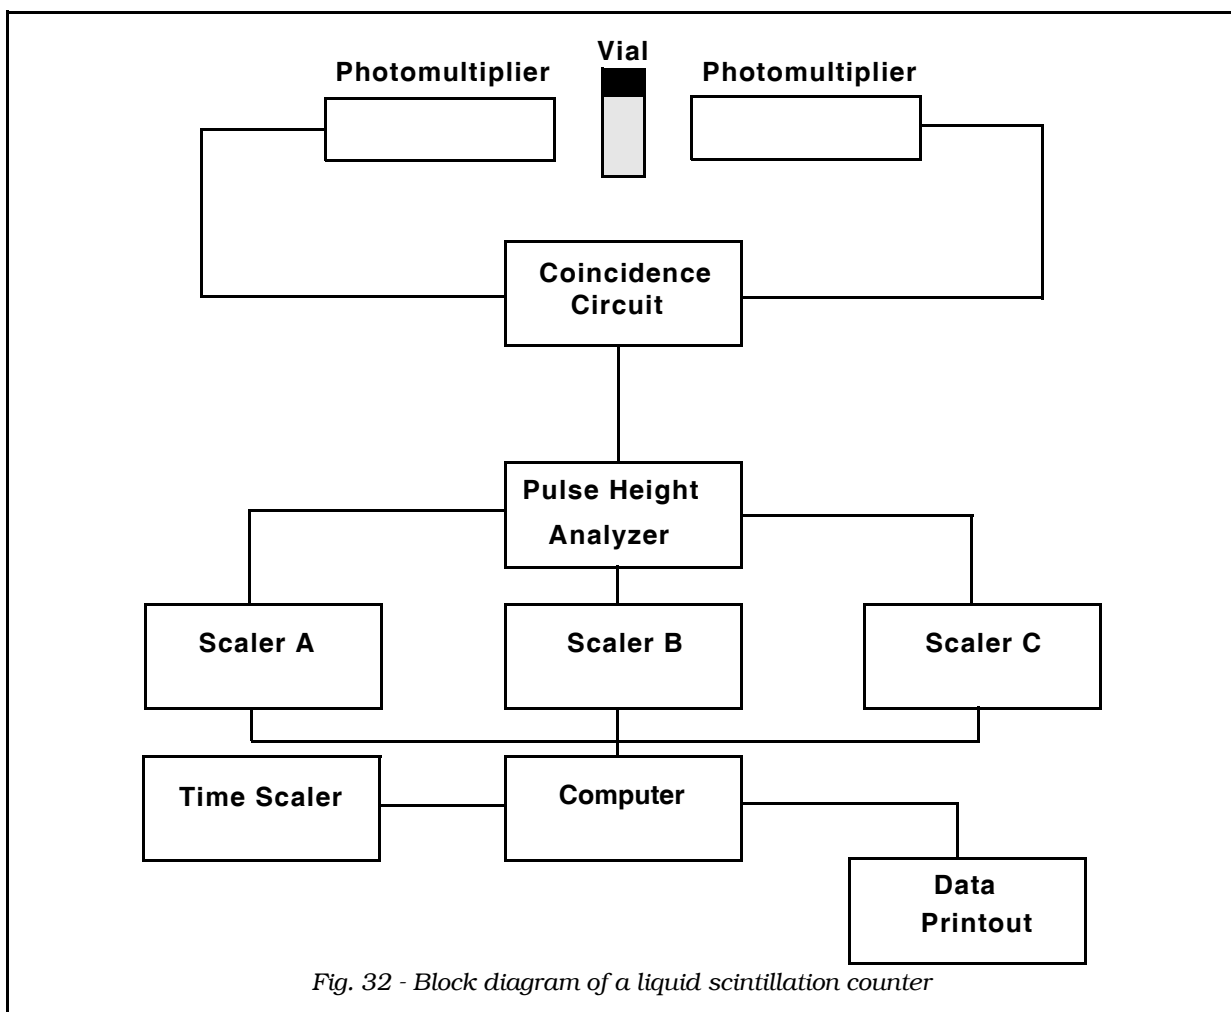 Vial
Photomultiplier
Photomultiplier
Coincidence
Circuit
Pulse Height
Analyzer
Scaler A
Scaler B
Scaler C
Time Scaler
Computer
Data
Printout
Fig. 32 - Block diagram of a liquid scintillation counter